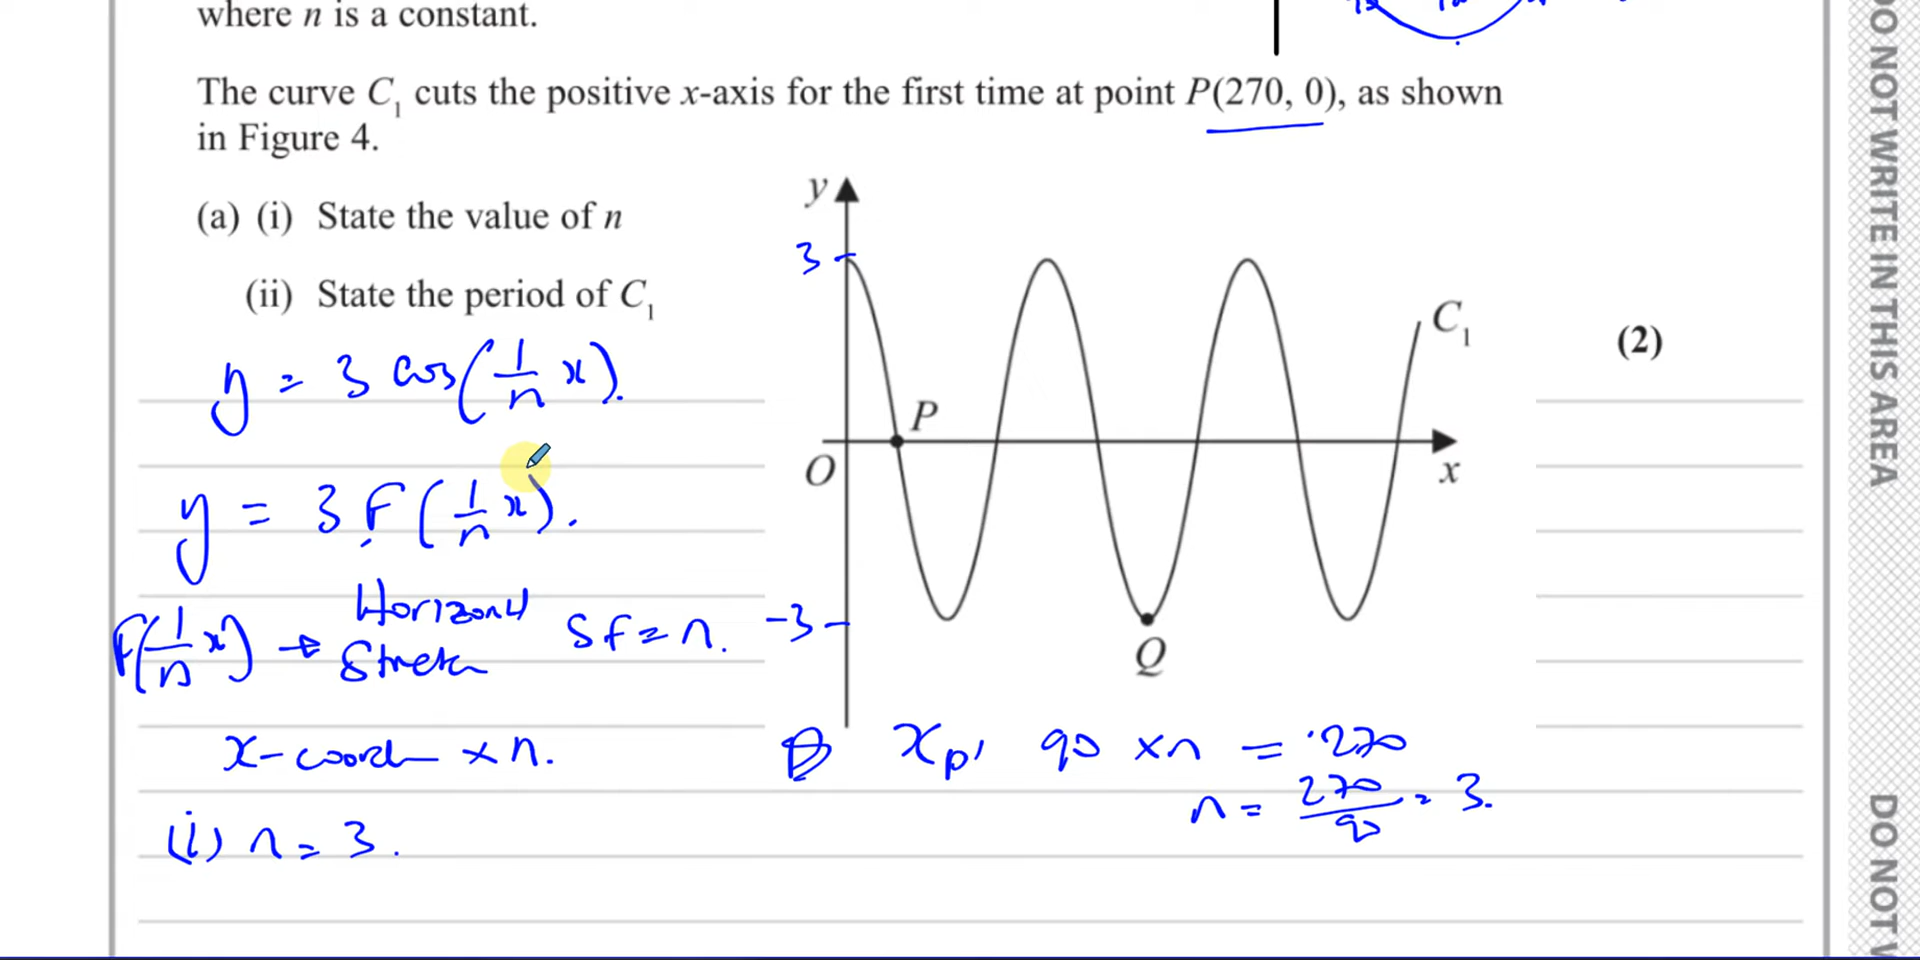 where n is a constant.
The curve C₁ cuts the positive x-axis for the first time at point P(270, 0), as shown
in Figure 4.
(a) (i) State the value of n
(ii) State the period of C₁
(2)
y
3
P
O
x
C₁
-3
Q
y = 3 cos(1/n x).
y = 3 F(1/n x).
F(1/n x) → Horizontl Stretch SF = n.
x-coord × n.
xₚ, 90 × n = 270
n = 270/90 = 3.
(i) n = 3.
DO NOT WRITE IN THIS AREA
DO NOT W